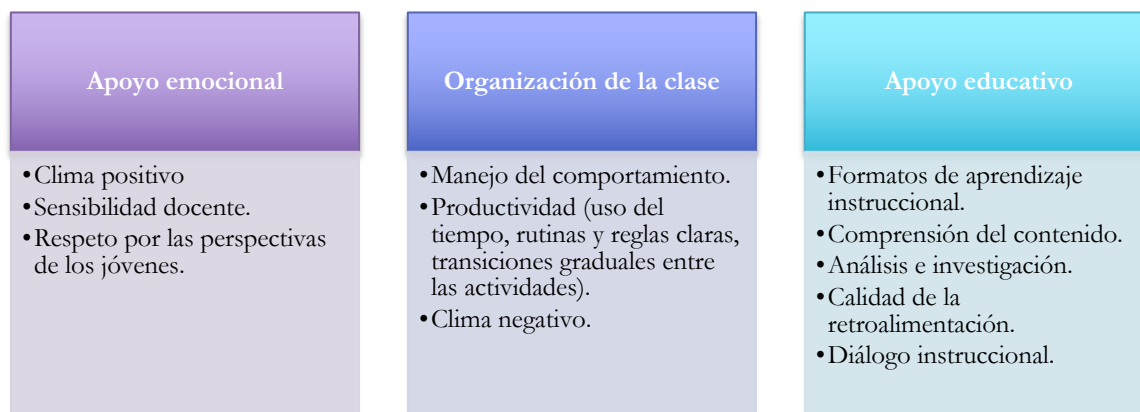 Apoyo emocional
•Clima positivo
•Sensibilidad docente.
•Respeto por las perspectivas
de los jóvenes.
Organización de la clase
•Manejo del comportamiento.
•Productividad (uso del
tiempo, rutinas y reglas claras,
transiciones graduales entre
las actividades).
•Clima negativo.
Apoyo educativo
•Formatos de aprendizaje
instruccional.
•Comprensión del contenido.
•Análisis e investigación.
•Calidad de la
retroalimentación.
•Diálogo instruccional.